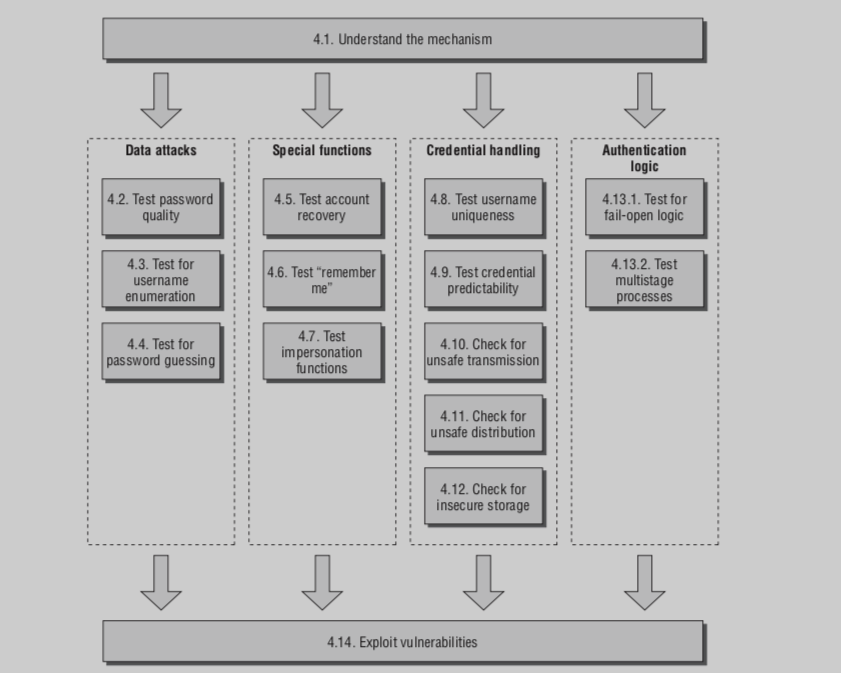 4.1. Understand the mechanism
Data attacks
4.2. Test password
quality
4.3. Test for
username
enumeration
4.4. Test for
password guessing
Special functions
4.5. Test account
recovery
4.6. Test “remember
me”
4.7. Test
impersonation
functions
Credential handling
4.8. Test username
uniqueness
4.9. Test credential
predictability
4.10. Check for
unsafe transmission
4.11. Check for
unsafe distribution
4.12. Check for
insecure storage
Authentication
logic
4.13.1. Test for
fail-open logic
4.13.2. Test
multistage
processes
4.14. Exploit vulnerabilities